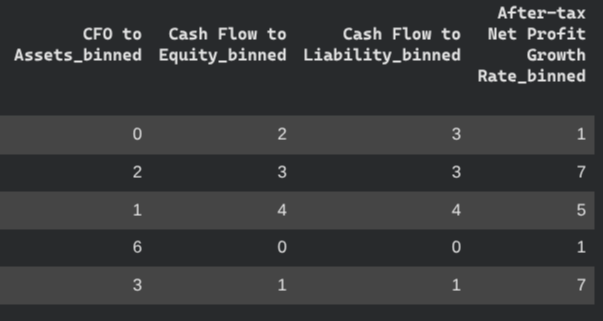 After-tax
CFO to Cash Flow to Cash Flow to Net Profit
Assets_binned Equity_binned Liability_binned Growth
Rate_binned
0 2 3 1
2 3 3 7
1 4 4 5
6 0 0 1
3 1 1 7